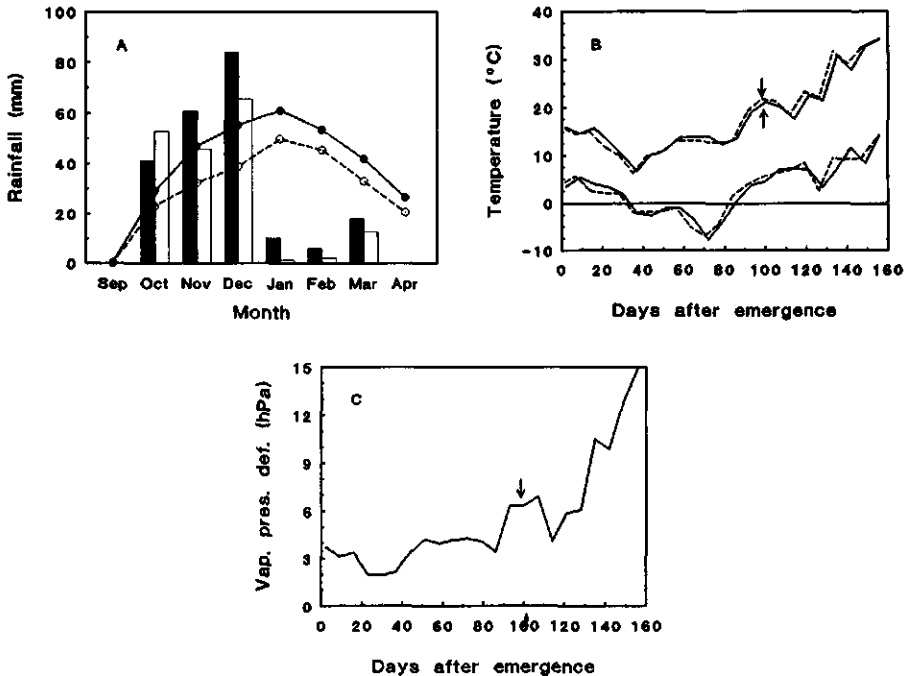 A
Rainfall (mm)
100
80
60
40
20
0
Sep Oct Nov Dec Jan Feb Mar Apr
Month
B
Temperature (°C)
40
30
20
10
0
-10
0 20 40 60 80 100 120 140 160
Days after emergence
C
Vap. pres. def. (hPa)
15
12
9
6
3
0
0 20 40 60 80 100 120 140 160
Days after emergence